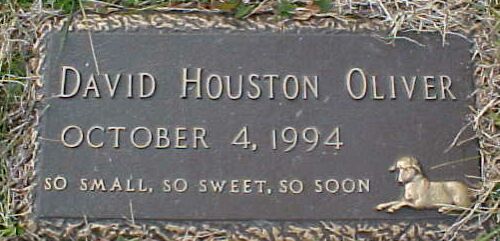 DAVID HOUSTON OLIVER
OCTOBER 4, 1994
SO SMALL, SO SWEET, SO SOON